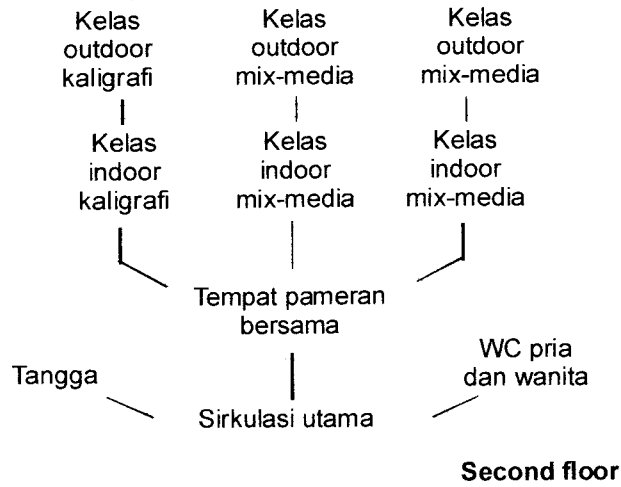 Kelas
outdoor
kaligrafi
Kelas
outdoor
mix-media
Kelas
outdoor
mix-media
Kelas
indoor
kaligrafi
Kelas
indoor
mix-media
Kelas
indoor
mix-media
Tempat pameran
bersama
Tangga
WC pria
dan wanita
Sirkulasi utama
Second floor